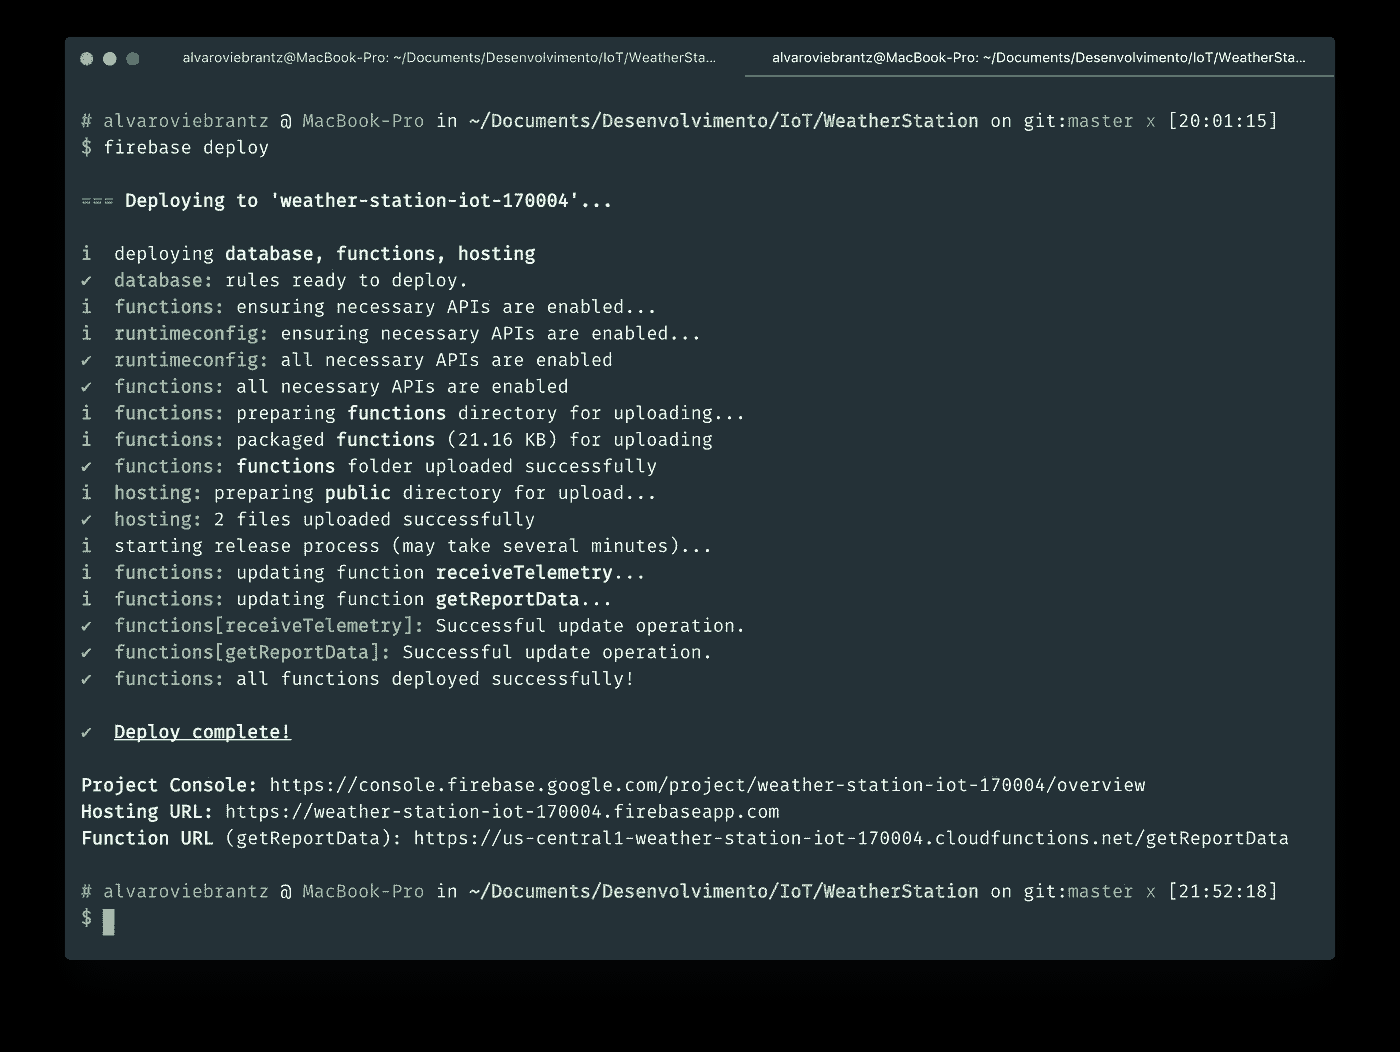 alvaroviebrantz@MacBook-Pro: ~/Documents/Desenvolvimento/IoT/WeatherSta...
alvaroviebrantz@MacBook-Pro: ~/Documents/Desenvolvimento/IoT/WeatherSta...
# alvaroviebrantz @ MacBook-Pro in ~/Documents/Desenvolvimento/IoT/WeatherStation on git:master x [20:01:15]
$ firebase deploy
=== Deploying to 'weather-station-iot-170004'...
i  deploying database, functions, hosting
✔  database: rules ready to deploy.
i  functions: ensuring necessary APIs are enabled...
i  runtimeconfig: ensuring necessary APIs are enabled...
✔  runtimeconfig: all necessary APIs are enabled
✔  functions: all necessary APIs are enabled
i  functions: preparing functions directory for uploading...
i  functions: packaged functions (21.16 KB) for uploading
✔  functions: functions folder uploaded successfully
i  hosting: preparing public directory for upload...
✔  hosting: 2 files uploaded successfully
i  starting release process (may take several minutes)...
i  functions: updating function receiveTelemetry...
i  functions: updating function getReportData...
✔  functions[receiveTelemetry]: Successful update operation.
✔  functions[getReportData]: Successful update operation.
✔  functions: all functions deployed successfully!
✔  Deploy complete!
Project Console: https://console.firebase.google.com/project/weather-station-iot-170004/overview
Hosting URL: https://weather-station-iot-170004.firebaseapp.com
Function URL (getReportData): https://us-central1-weather-station-iot-170004.cloudfunctions.net/getReportData
# alvaroviebrantz @ MacBook-Pro in ~/Documents/Desenvolvimento/IoT/WeatherStation on git:master x [21:52:18]
$